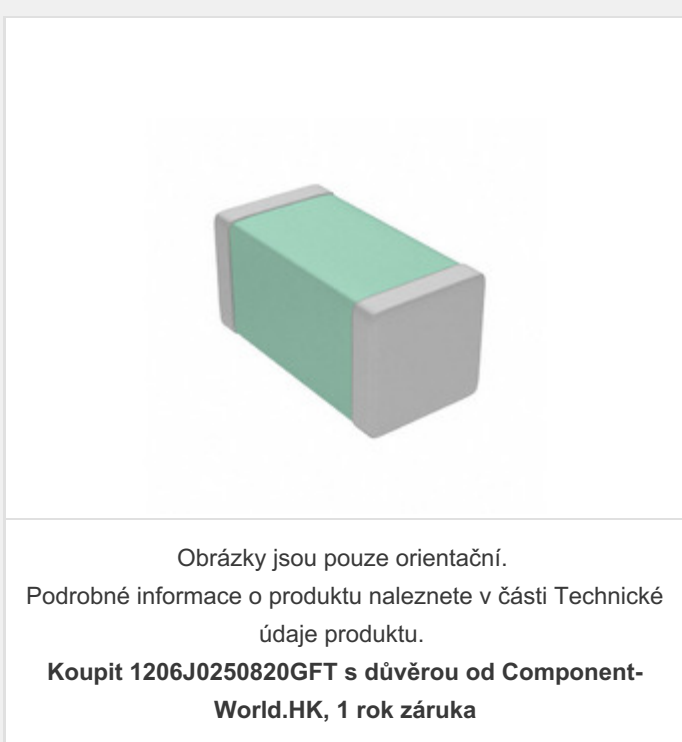 Obrázky jsou pouze orientační.
Podrobné informace o produktu naleznete v části Technické
údaje produktu.
Koupit 1206J0250820GFT s důvěrou od Component-
World.HK, 1 rok záruka